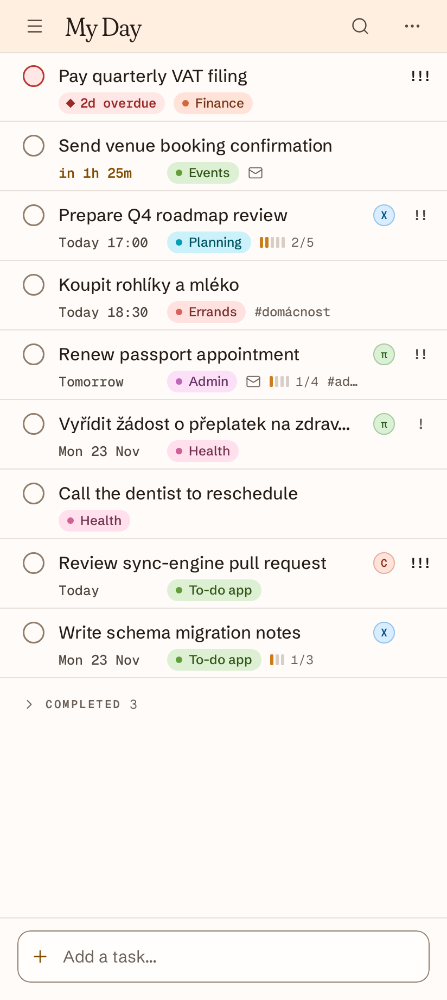 My Day
Pay quarterly VAT filing !!!
2d overdue Finance
Send venue booking confirmation
in 1h 25m Events
Prepare Q4 roadmap review X !!
Today 17:00 Planning 2/5
Koupit rohlíky a mléko
Today 18:30 Errands #domácnost
Renew passport appointment π !!
Tomorrow Admin 1/4 #ad…
Vyřídit žádost o přeplatek na zdrav… π !
Mon 23 Nov Health
Call the dentist to reschedule
Health
Review sync-engine pull request C !!!
Today To-do app
Write schema migration notes X
Mon 23 Nov To-do app 1/3
COMPLETED 3
+ Add a task…